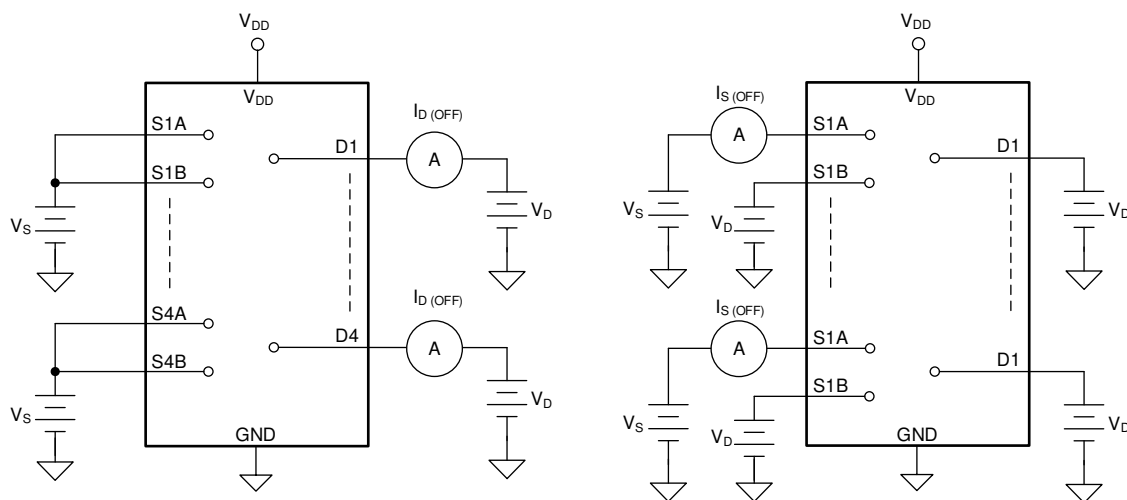 VDD
VDD
ID (OFF)
S1A
D1
A
S1B
VS
VD
ID (OFF)
S4A
D4
A
S4B
VS
VD
GND
VDD
VDD
IS (OFF)
S1A
A
D1
S1B
VS
VD
VD
IS (OFF)
S1A
A
D1
S1B
VS
VD
VD
GND